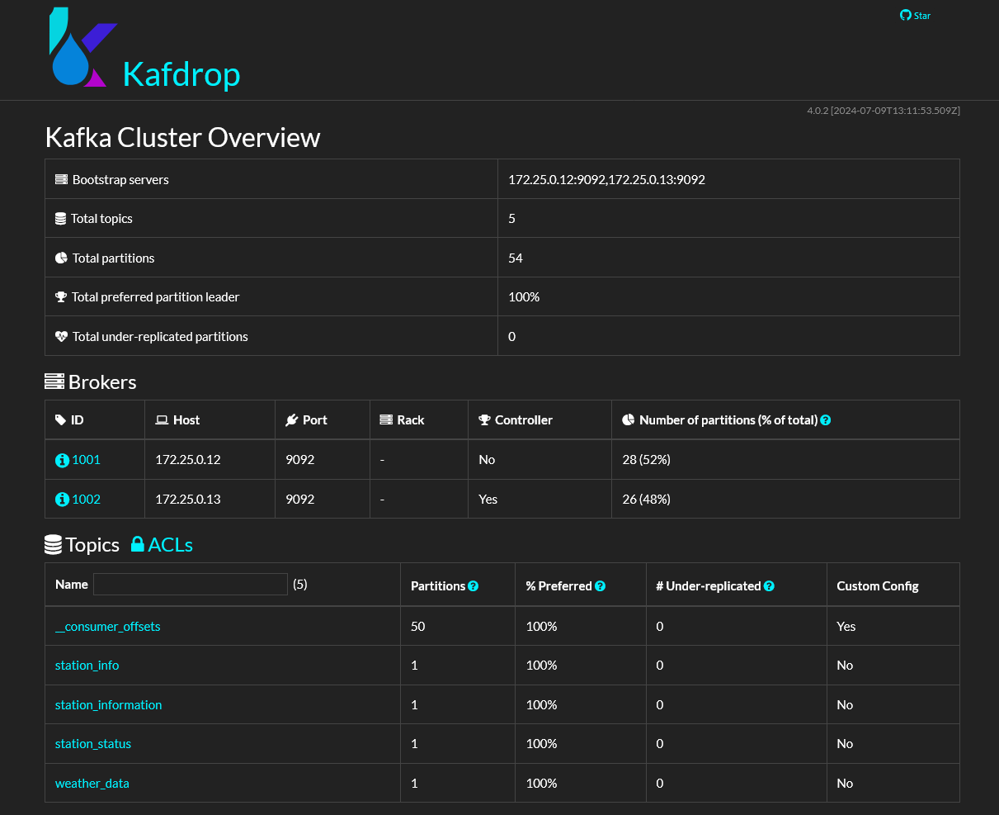 Star
Kafdrop
4.0.2 [2024-07-09T13:11:53.509Z]
Kafka Cluster Overview
Bootstrap servers 172.25.0.12:9092,172.25.0.13:9092
Total topics 5
Total partitions 54
Total preferred partition leader 100%
Total under-replicated partitions 0
Brokers
ID Host Port Rack Controller Number of partitions (% of total) ?
1001 172.25.0.12 9092 - No 28 (52%)
1002 172.25.0.13 9092 - Yes 26 (48%)
Topics ACLs
Name (5) Partitions ? % Preferred ? # Under-replicated ? Custom Config
__consumer_offsets 50 100% 0 Yes
station_info 1 100% 0 No
station_information 1 100% 0 No
station_status 1 100% 0 No
weather_data 1 100% 0 No